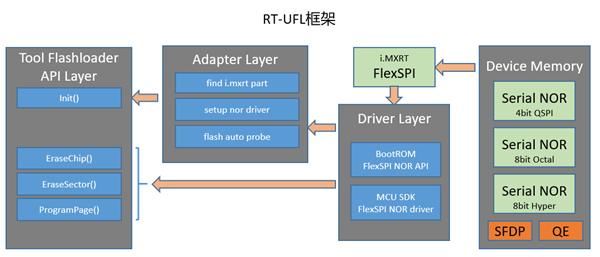 RT-UFL框架
Tool Flashloader
API Layer
Init()
EraseChip()
EraseSector()
ProgramPage()
Adapter Layer
find i.mxrt part
setup nor driver
flash auto probe
i.MXRT
FlexSPI
Driver Layer
BootROM
FlexSPI NOR API
MCU SDK
FlexSPI NOR driver
Device Memory
Serial NOR
4bit QSPI
Serial NOR
8bit Octal
Serial NOR
8bit Hyper
SFDP
QE